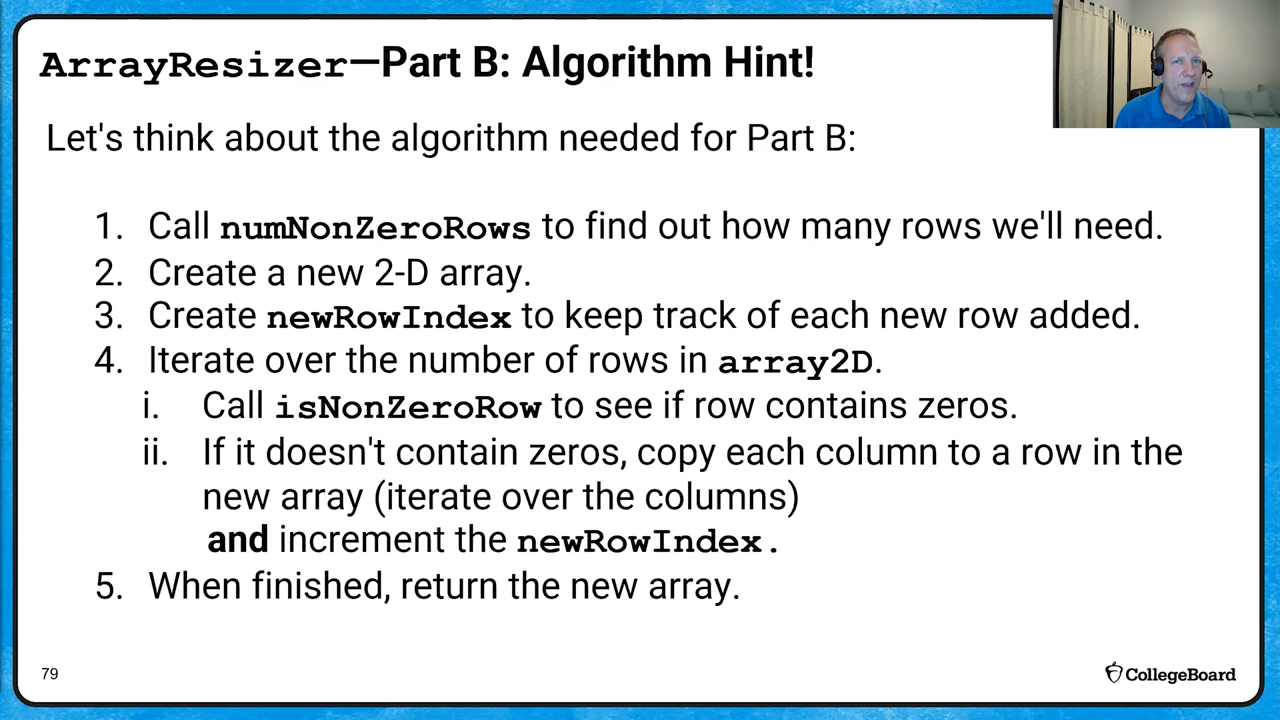 ArrayResizer—Part B: Algorithm Hint!
Let's think about the algorithm needed for Part B:
1. Call numNonZeroRows to find out how many rows we'll need.
2. Create a new 2-D array.
3. Create newRowIndex to keep track of each new row added.
4. Iterate over the number of rows in array2D.
i. Call isNonZeroRow to see if row contains zeros.
ii. If it doesn't contain zeros, copy each column to a row in the
new array (iterate over the columns)
and increment the newRowIndex.
5. When finished, return the new array.
79
CollegeBoard